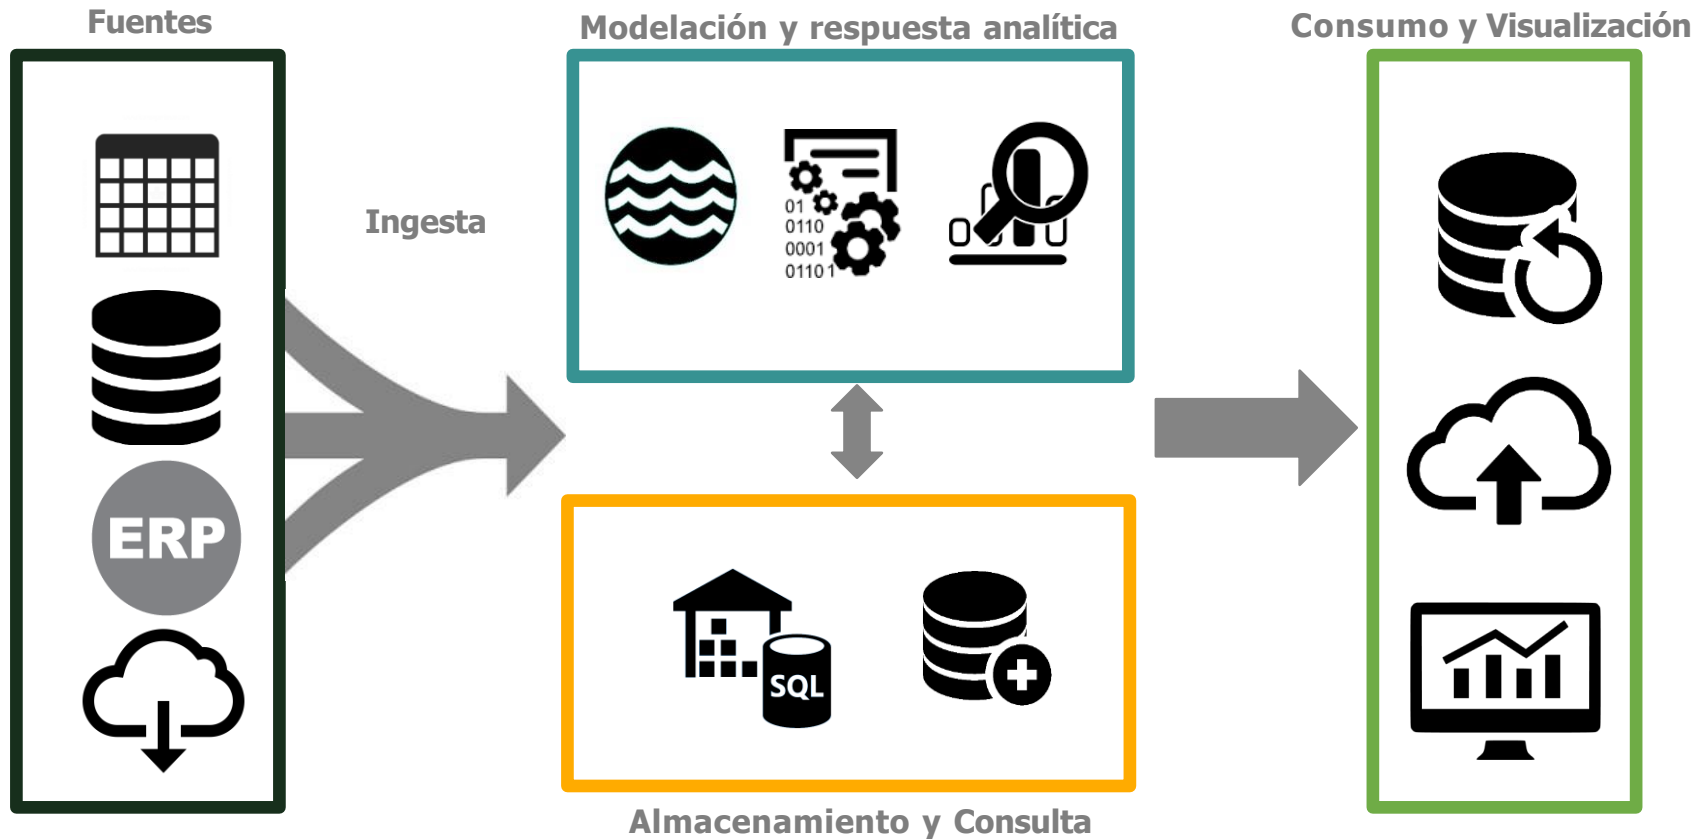 Fuentes
Modelación y respuesta analítica
Consumo y Visualización
Ingesta
01
0110
0001
01101
ERP
SQL
Almacenamiento y Consulta